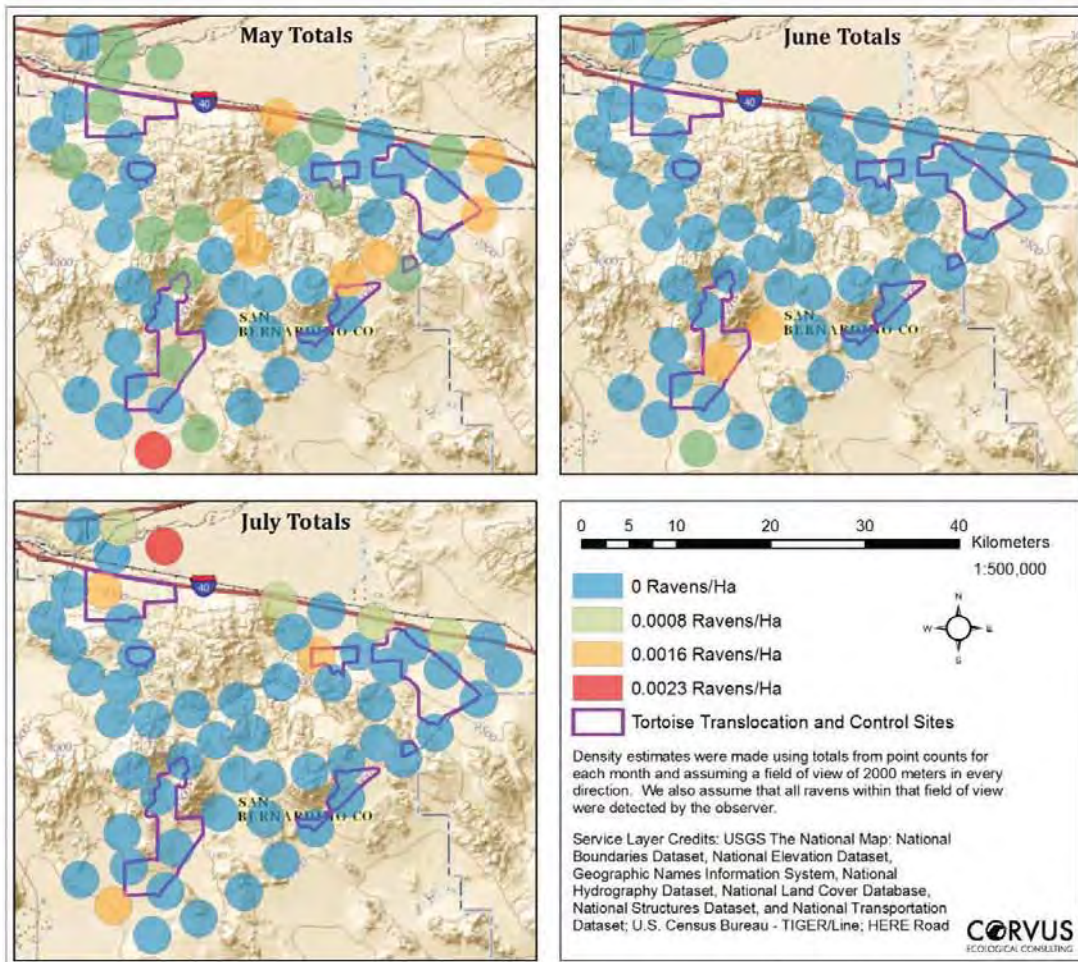 May Totals
40
SAN
BERNARDINO CO
June Totals
40
SAN
BERNARDINO CO
July Totals
40
SAN
BERNARDINO CO
0 5 10 20 30 40
Kilometers
1:500,000
0 Ravens/Ha
0.0008 Ravens/Ha
0.0016 Ravens/Ha
0.0023 Ravens/Ha
Tortoise Translocation and Control Sites
N
W E
S
Density estimates were made using totals from point counts for
each month and assuming a field of view of 2000 meters in every
direction. We also assume that all ravens within that field of view
were detected by the observer.
Service Layer Credits: USGS The National Map: National
Boundaries Dataset, National Elevation Dataset,
Geographic Names Information System, National
Hydrography Dataset, National Land Cover Database,
National Structures Dataset, and National Transportation
Dataset; U.S. Census Bureau - TIGER/Line; HERE Road
CORVUS
ECOLOGICAL CONSULTING